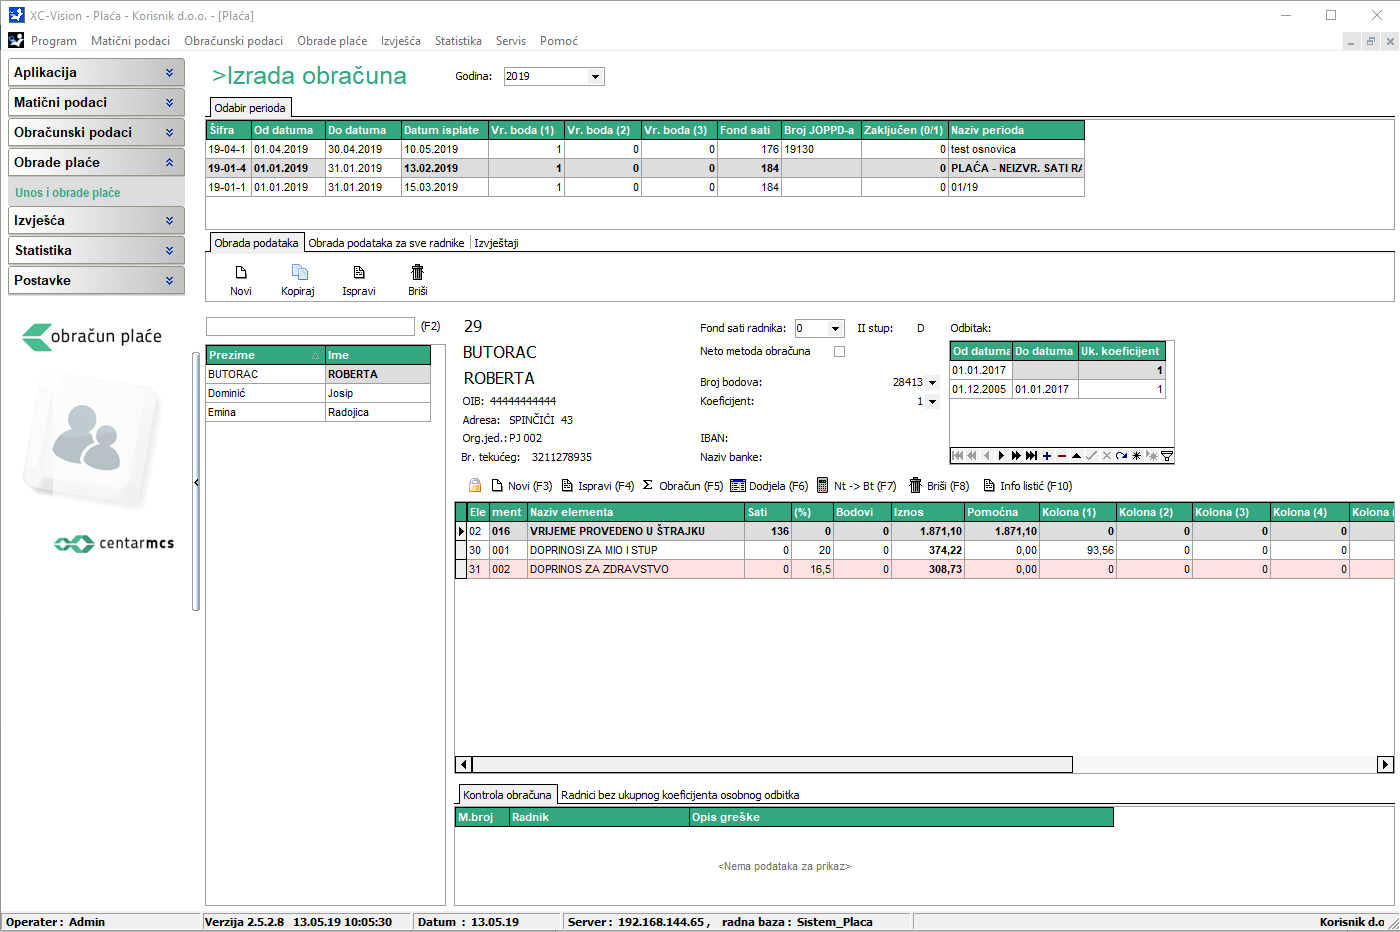 XC-Vision - Plaća - Korisnik d.o.o. - [Plaća]
Program Matični podaci Obračunski podaci Obrade plaće Izvješća Statistika Servis Pomoć
Aplikacija
Matični podaci
Obračunski podaci
Obrade plaće
Unos i obrade plaće
Izvješća
Statistika
Postavke
obračun plaće
centarmcs
>Izrada obračuna
Godina: 2019
Odabir perioda
Šifra Od datuma Do datuma Datum isplate Vr. boda (1) Vr. boda (2) Vr. boda (3) Fond sati Broj JOPPD-a Zaključen (0/1) Naziv perioda
19-04-1 01.04.2019 30.04.2019 10.05.2019 1 0 0 176 19130 0 test osnovica
19-01-4 01.01.2019 31.01.2019 13.02.2019 1 0 0 184 0 PLAĆA - NEIZVR. SATI RA
19-01-1 01.01.2019 31.01.2019 15.03.2019 1 0 0 184 0 01/19
Obrada podataka Obrada podataka za sve radnike Izvještaji
Novi Kopiraj Ispravi Briši
(F2)
Prezime Ime
BUTORAC ROBERTA
Dominić Josip
Emina Radojica
29
BUTORAC
ROBERTA
OIB: 44444444444
Adresa: SPINČIĆI 43
Org.jed.: PJ 002
Br. tekućeg: 3211278935
Fond sati radnika: 0 II stup: D
Neto metoda obračuna
Broj bodova: 28413
Koeficijent: 1
IBAN:
Naziv banke:
Odbitak:
Od datuma Do datuma Uk. koeficijent
01.01.2017 1
01.12.2005 01.01.2017 1
Novi (F3) Ispravi (F4) Σ Obračun (F5) Dodjela (F6) Nt -> Bt (F7) Briši (F8) Info listić (F10)
Ele ment Naziv elementa Sati (%) Bodovi Iznos Pomoćna Kolona (1) Kolona (2) Kolona (3) Kolona (4) Kolona (
02 016 VRIJEME PROVEDENO U ŠTRAJKU 136 0 0 1.871,10 1.871,10 0 0 0 0
30 001 DOPRINOSI ZA MIO I STUP 0 20 0 374,22 0,00 93,56 0 0 0
31 002 DOPRINOS ZA ZDRAVSTVO 0 16,5 0 308,73 0,00 0 0 0 0
Kontrola obračuna Radnici bez ukupnog koeficijenta osobnog odbitka
M.broj Radnik Opis greške
<Nema podataka za prikaz>
Operater : Admin Verzija 2.5.2.8 13.05.19 10:05:30 Datum : 13.05.19 Server : 192.168.144.65 , radna baza : Sistem_Placa Korisnik d.o